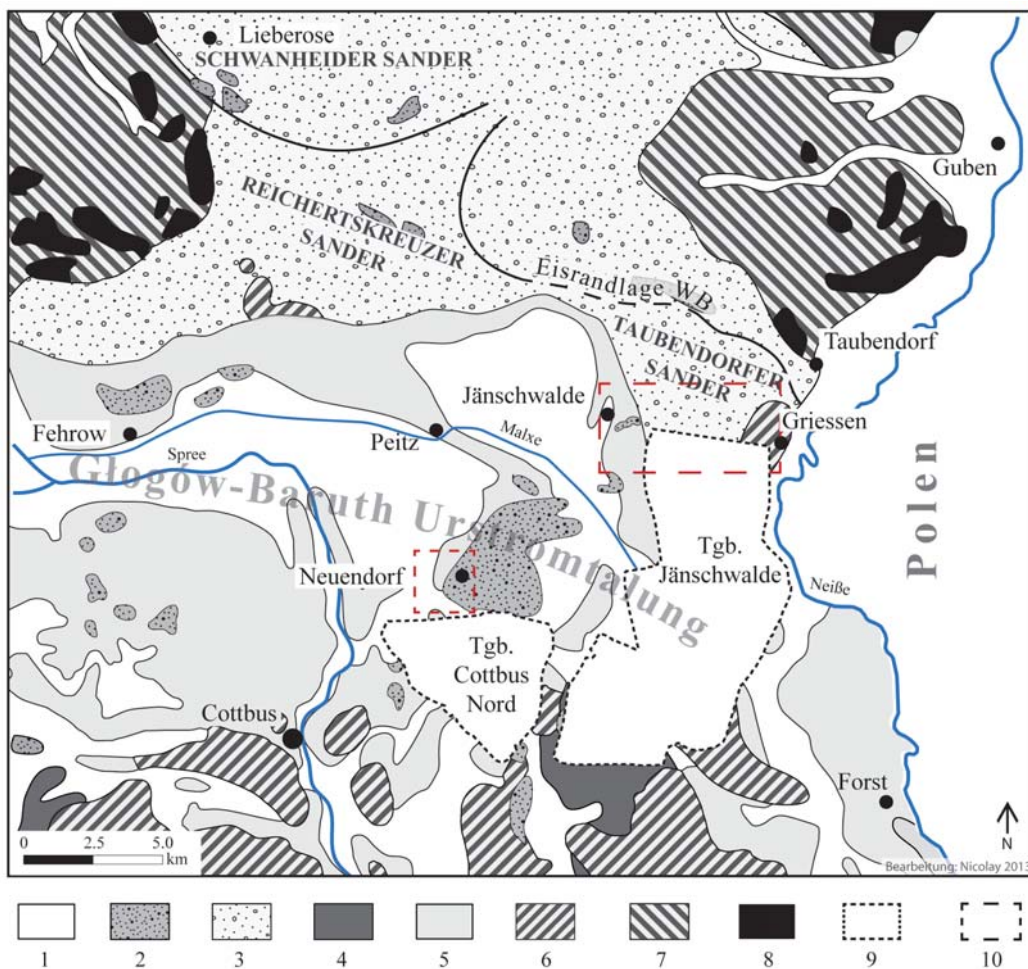 Lieberose
SCHWANHEIDER SANDER
Guben
REICHERTSKREUZER
SANDER
Eisrandlage WB
TAUBENDORFER
SANDER
Taubendorf
Jänschwalde
Griessen
Fehrow
Peitz
Malxe
Spree
Głogów-Baruth Urstromtalung
Polen
Neuendorf
Tgb.
Jänschwalde
Neiße
Tgb.
Cottbus
Nord
Cottbus
Forst
0 2.5 5.0
km
N
Bearbeitung: Nicolay 2013
1 2 3 4 5 6 7 8 9 10